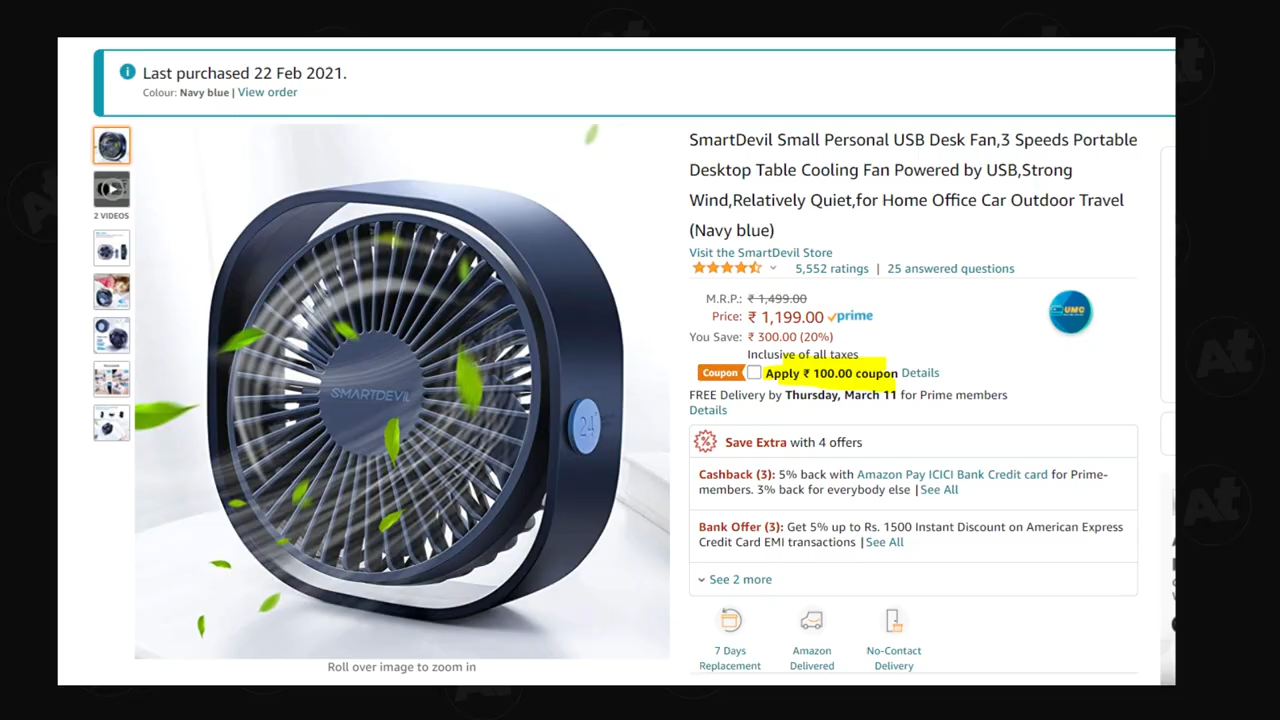 Last purchased 22 Feb 2021.
Colour: Navy blue | View order
2 VIDEOS
SMARTDEVIL
24°
Roll over image to zoom in
SmartDevil Small Personal USB Desk Fan,3 Speeds Portable
Desktop Table Cooling Fan Powered by USB,Strong
Wind,Relatively Quiet,for Home Office Car Outdoor Travel
(Navy blue)
Visit the SmartDevil Store
5,552 ratings | 25 answered questions
M.R.P.: ₹ 1,499.00
Price: ₹ 1,199.00 prime
You Save: ₹ 300.00 (20%)
Inclusive of all taxes
Coupon Apply ₹ 100.00 coupon Details
FREE Delivery by Thursday, March 11 for Prime members
Details
UMC
Save Extra with 4 offers
Cashback (3): 5% back with Amazon Pay ICICI Bank Credit card for Prime-
members. 3% back for everybody else | See All
Bank Offer (3): Get 5% up to Rs. 1500 Instant Discount on American Express
Credit Card EMI transactions | See All
See 2 more
7 Days
Replacement
Amazon
Delivered
No-Contact
Delivery
At
At
At